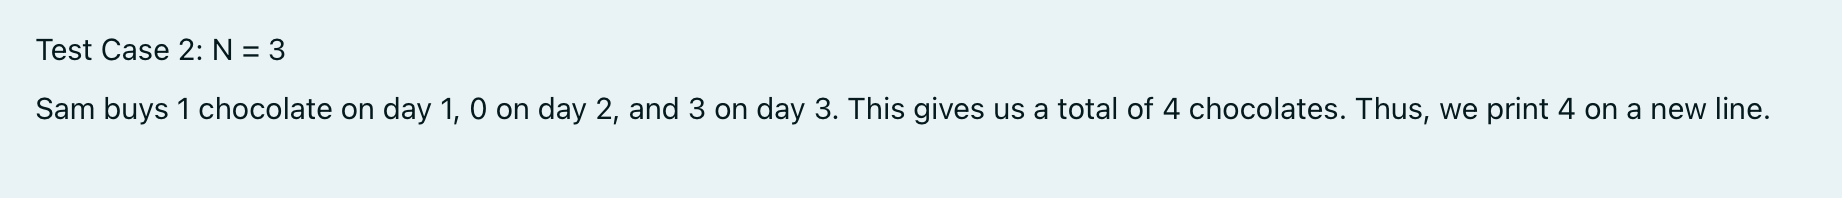 Test Case 2: N = 3
Sam buys 1 chocolate on day 1, 0 on day 2, and 3 on day 3. This gives us a total of 4 chocolates. Thus, we print 4 on a new line.